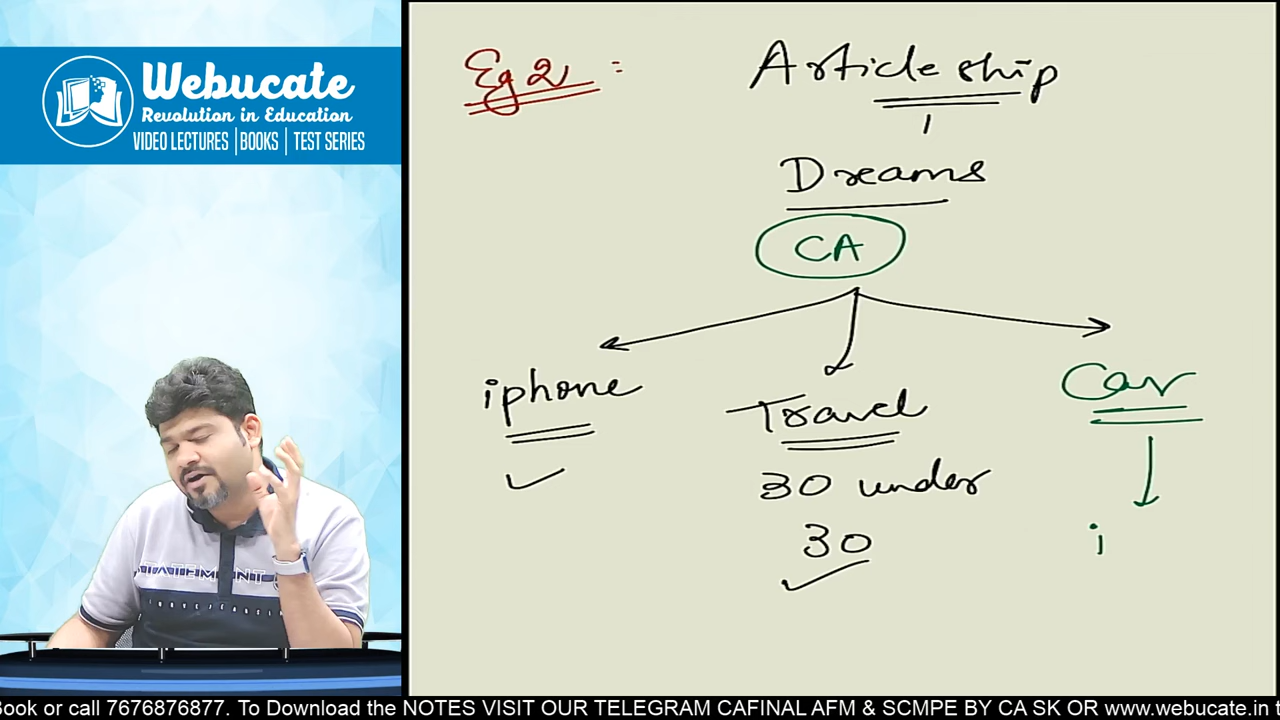 Webucate
Revolution in Education
VIDEO LECTURES | BOOKS | TEST SERIES
Eg 2 :
Articleship
Dreams
CA
iphone
Travel
Car
30 under
30
i
STATEMENT
Book or call 7676876877. To Download the NOTES VISIT OUR TELEGRAM CAFINAL AFM & SCMPE BY CA SK OR www.webucate.in